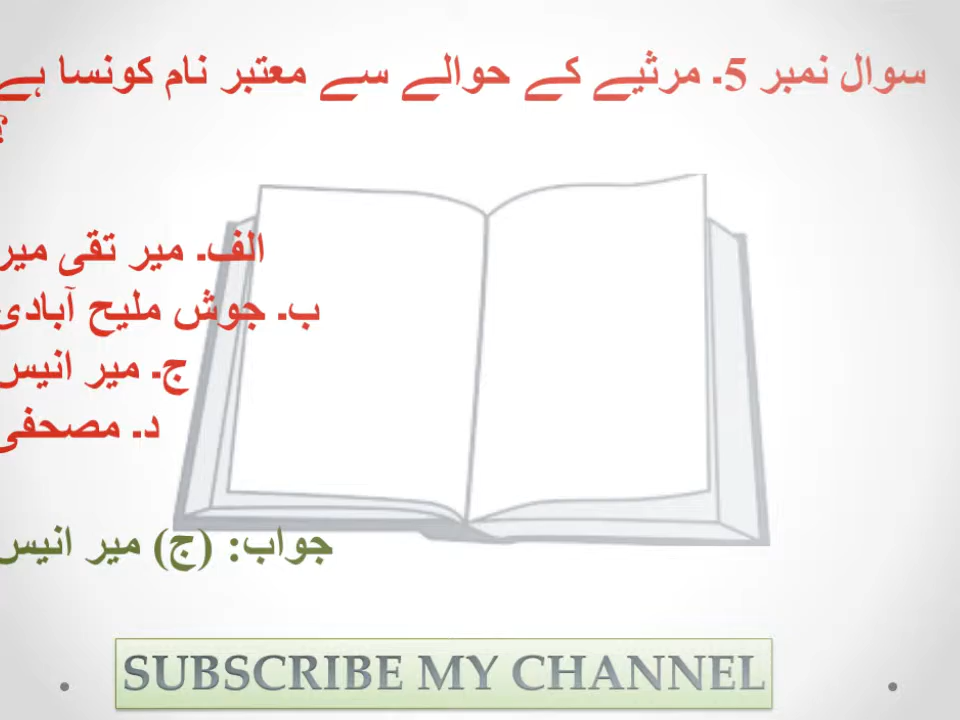 سوال نمبر 5۔ مرثیے کے حوالے سے معتبر نام کونسا ہے
؟
الف۔ میر تقی میر
ب۔ جوش ملیح آبادی
ج۔ میر انیس
د۔ مصحفی
جواب: (ج) میر انیس
SUBSCRIBE MY CHANNEL